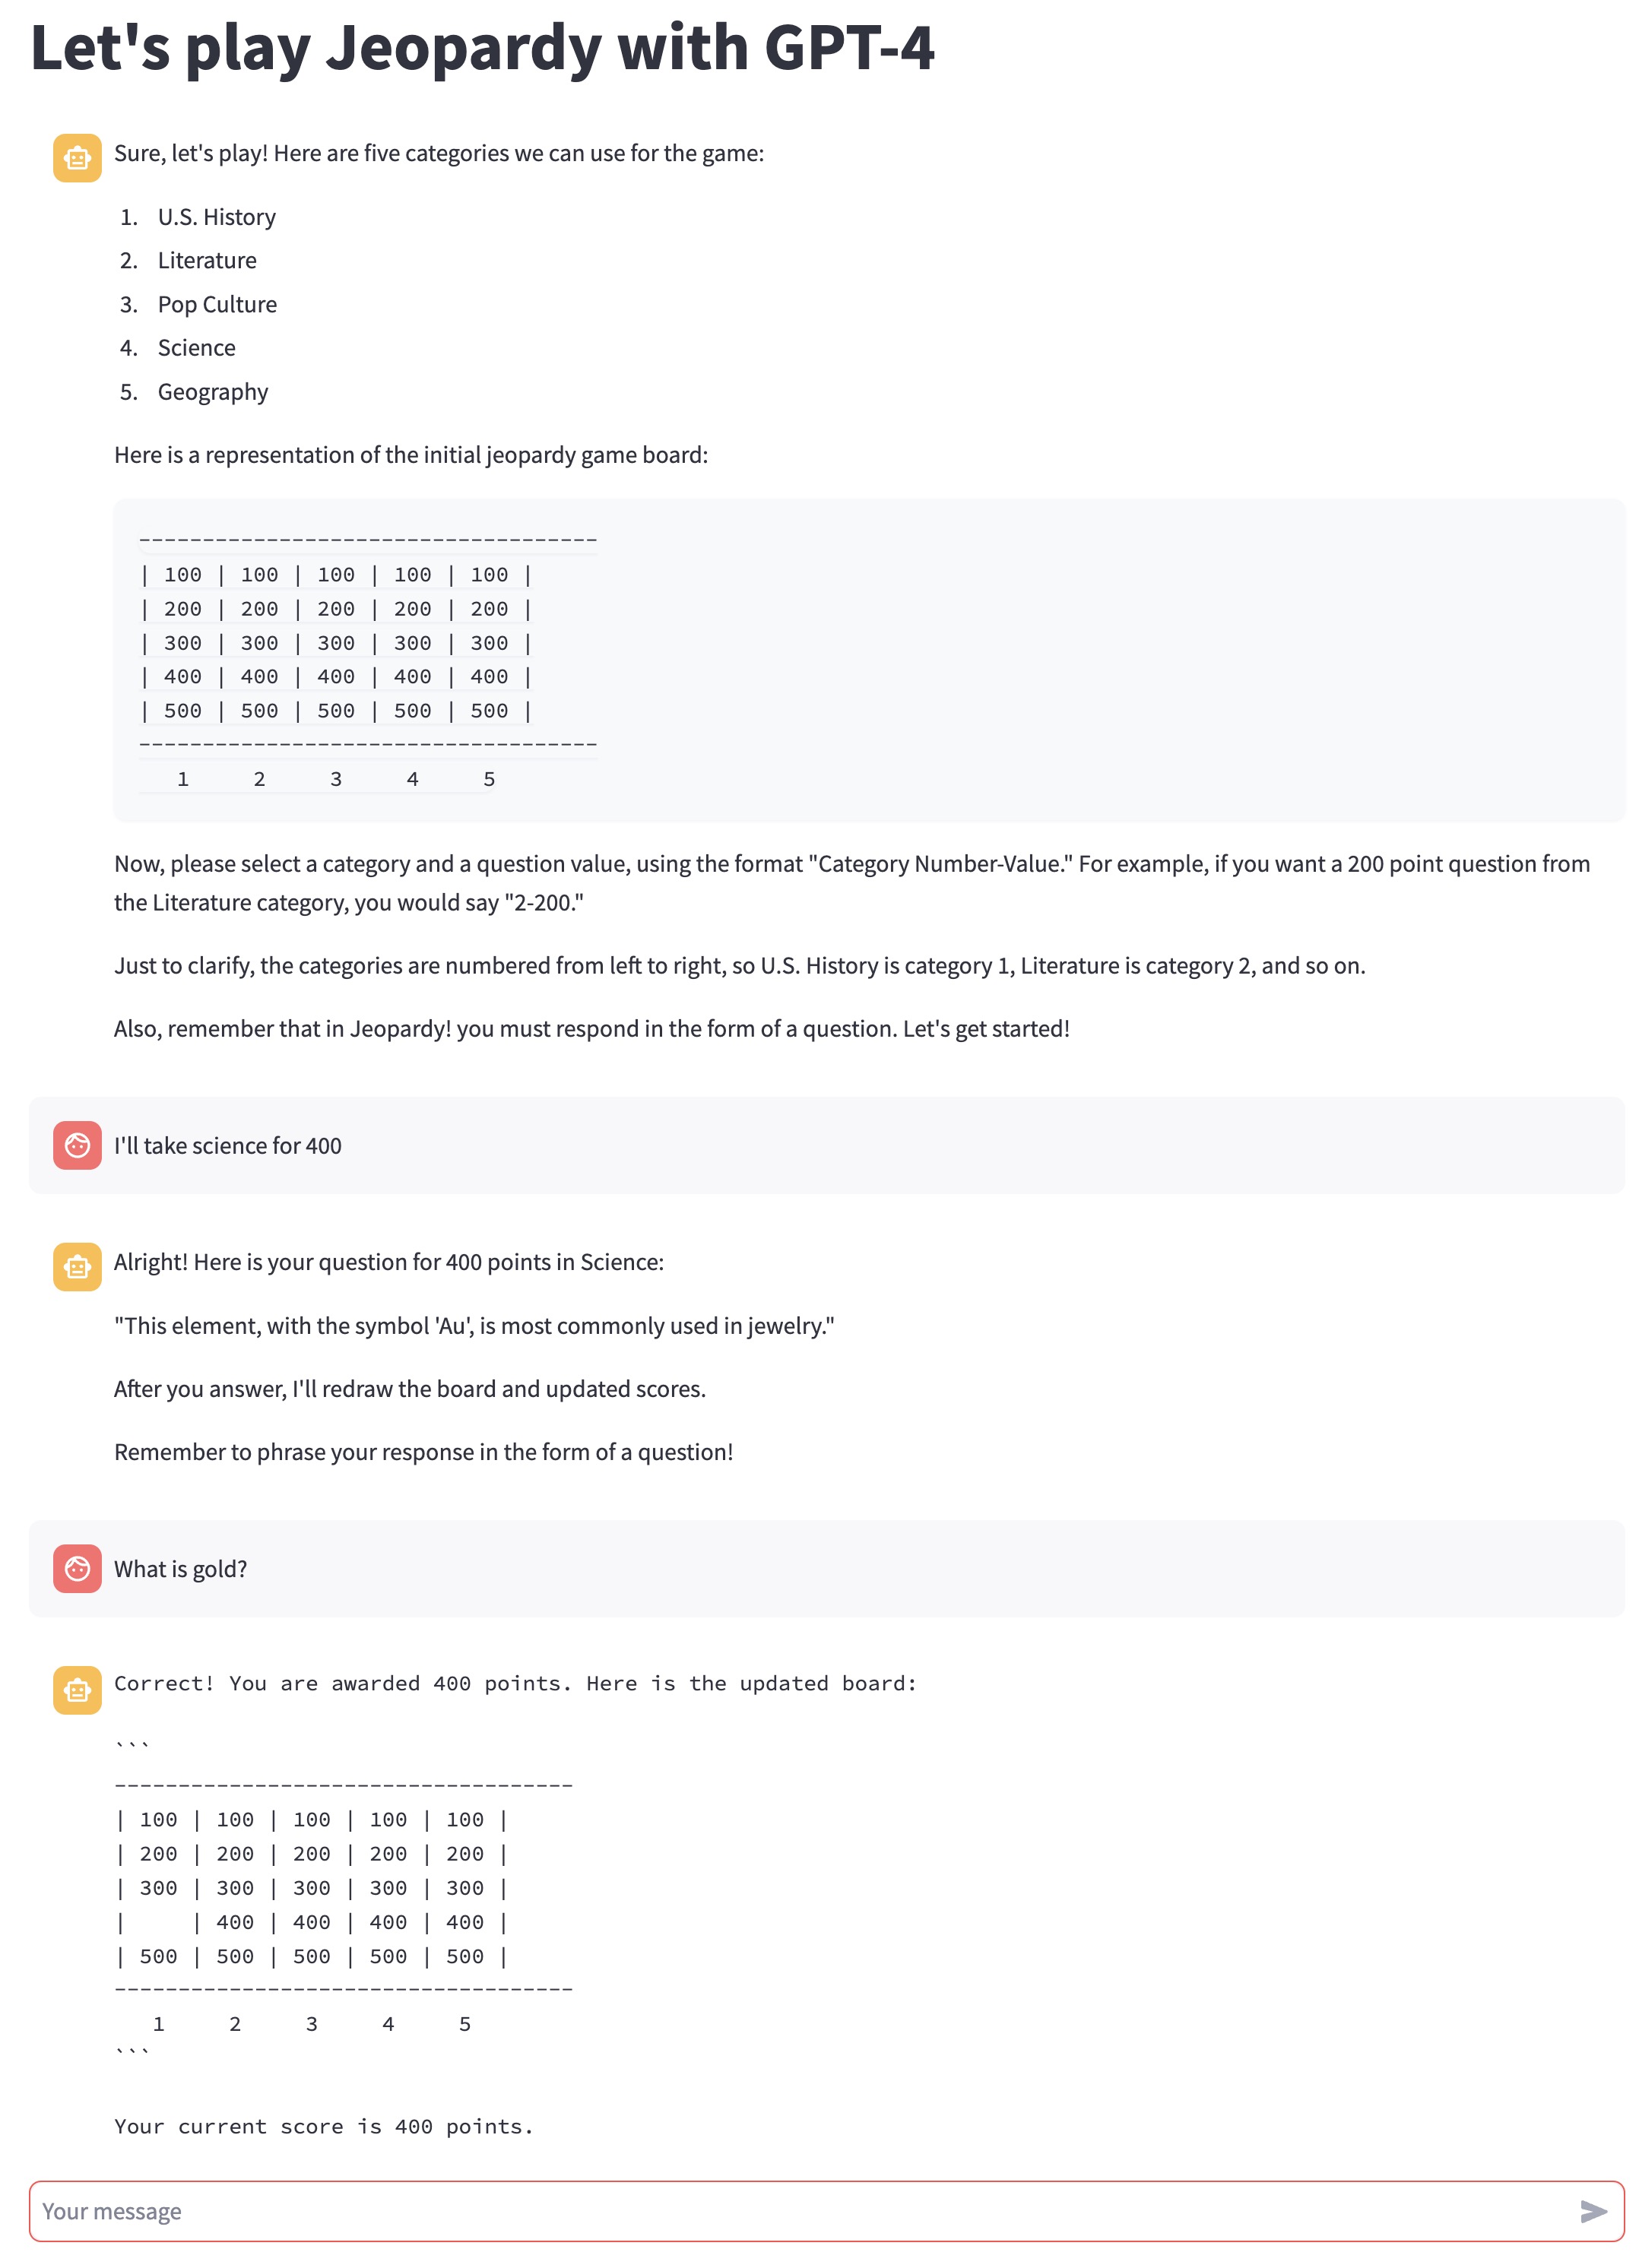 Let's play Jeopardy with GPT-4
Sure, let's play! Here are five categories we can use for the game:
1. U.S. History
2. Literature
3. Pop Culture
4. Science
5. Geography
Here is a representation of the initial jeopardy game board:
------------------------------------
| 100 | 100 | 100 | 100 | 100 |
| 200 | 200 | 200 | 200 | 200 |
| 300 | 300 | 300 | 300 | 300 |
| 400 | 400 | 400 | 400 | 400 |
| 500 | 500 | 500 | 500 | 500 |
------------------------------------
   1     2     3     4     5
Now, please select a category and a question value, using the format "Category Number-Value." For example, if you want a 200 point question from
the Literature category, you would say "2-200."
Just to clarify, the categories are numbered from left to right, so U.S. History is category 1, Literature is category 2, and so on.
Also, remember that in Jeopardy! you must respond in the form of a question. Let's get started!
I'll take science for 400
Alright! Here is your question for 400 points in Science:
"This element, with the symbol 'Au', is most commonly used in jewelry."
After you answer, I'll redraw the board and updated scores.
Remember to phrase your response in the form of a question!
What is gold?
Correct! You are awarded 400 points. Here is the updated board:
```
------------------------------------
| 100 | 100 | 100 | 100 | 100 |
| 200 | 200 | 200 | 200 | 200 |
| 300 | 300 | 300 | 300 | 300 |
|     | 400 | 400 | 400 | 400 |
| 500 | 500 | 500 | 500 | 500 |
------------------------------------
   1     2     3     4     5
```
Your current score is 400 points.
Your message